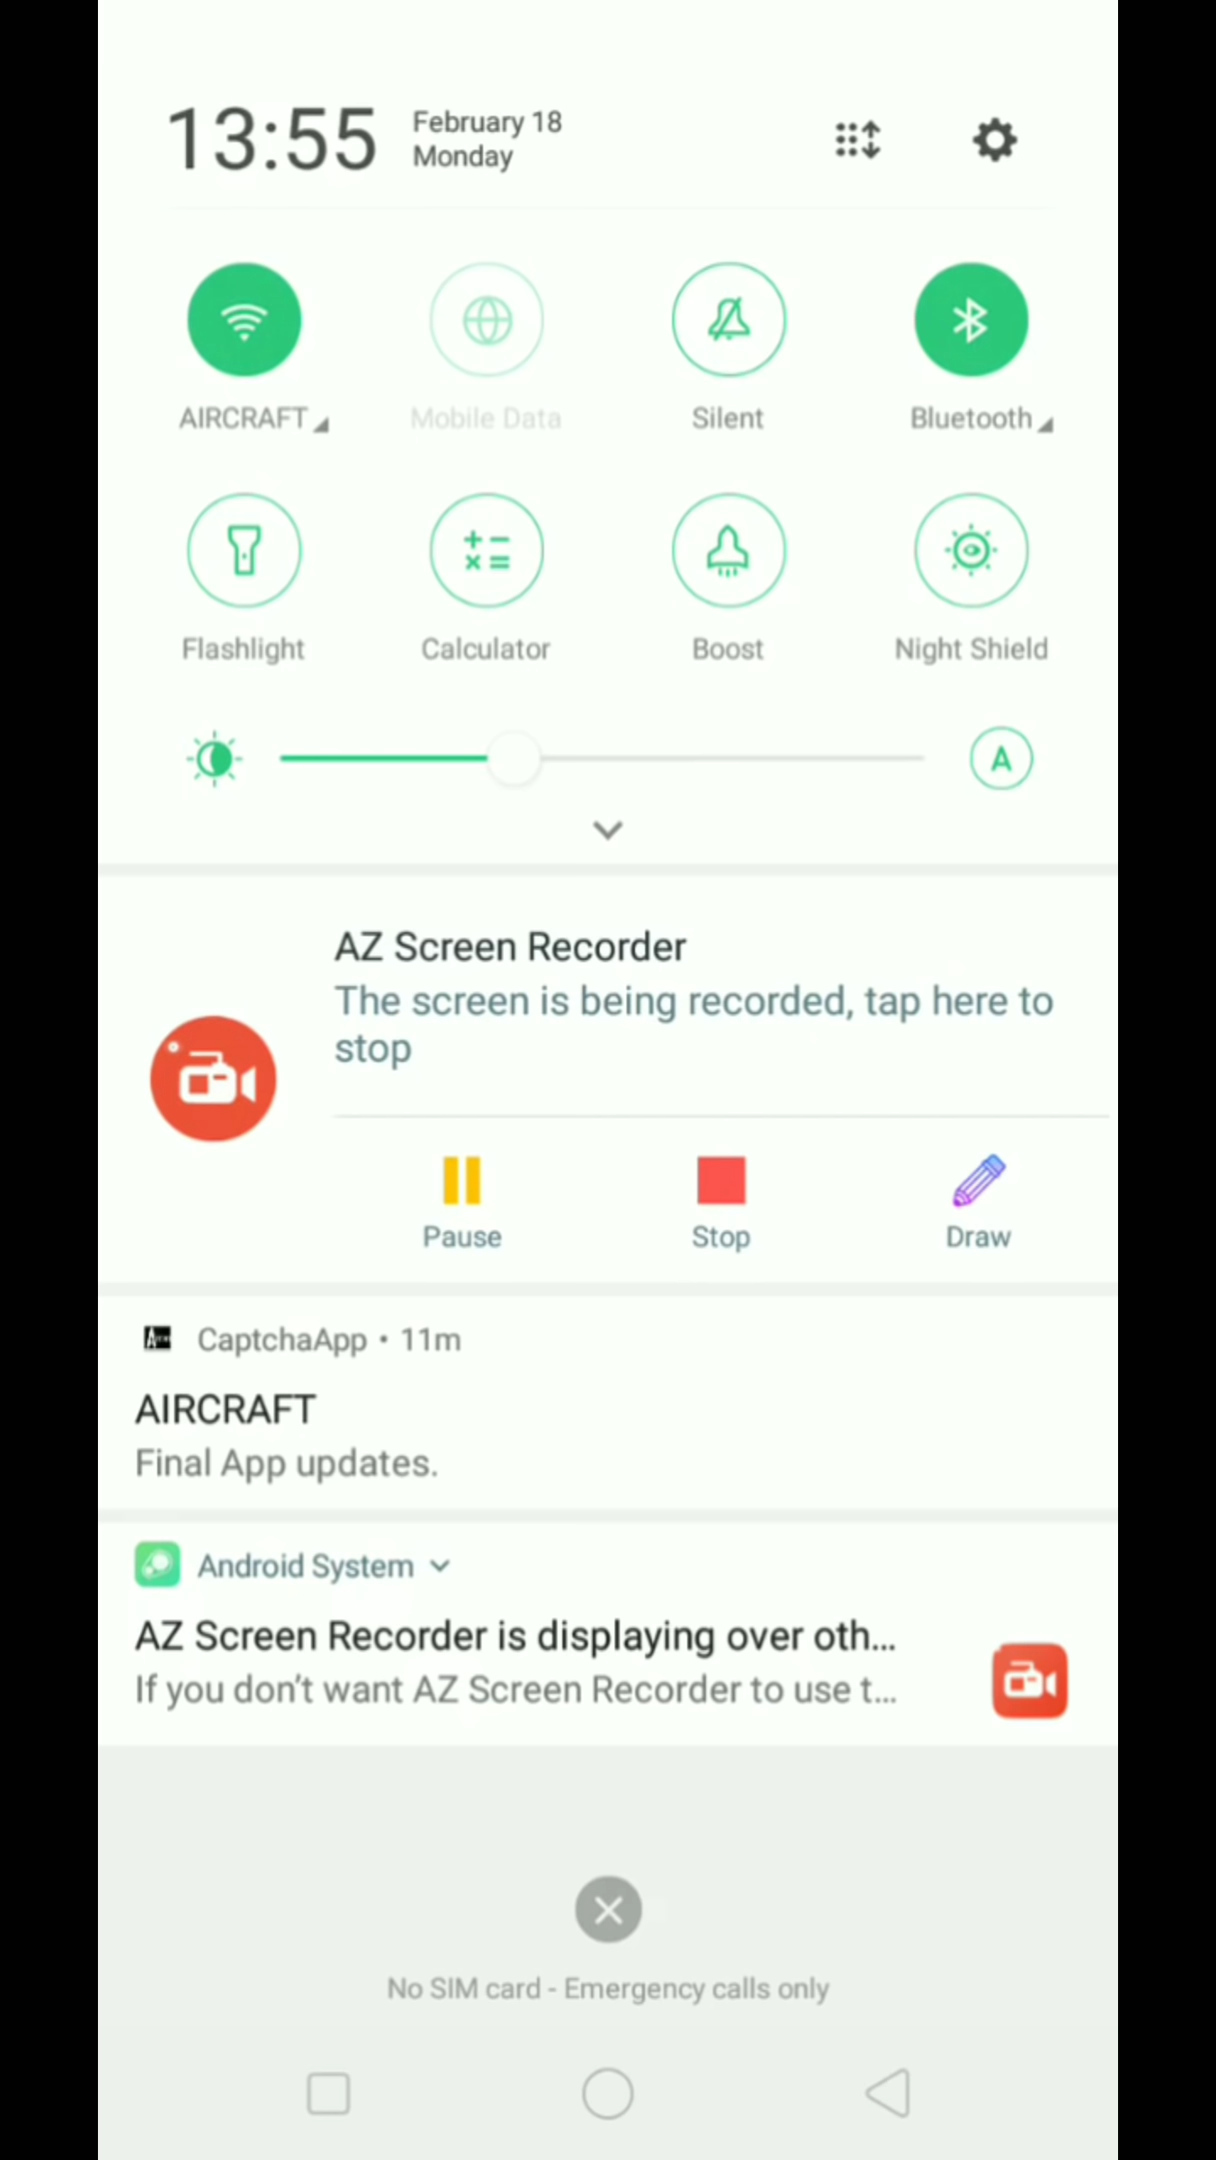 13:55
February 18
Monday
AIRCRAFT
Mobile Data
Silent
Bluetooth
Flashlight
Calculator
Boost
Night Shield
A
AZ Screen Recorder
The screen is being recorded, tap here to
stop
Pause
Stop
Draw
CaptchaApp • 11m
AIRCRAFT
Final App updates.
Android System
AZ Screen Recorder is displaying over oth...
If you don't want AZ Screen Recorder to use t...
No SIM card - Emergency calls only